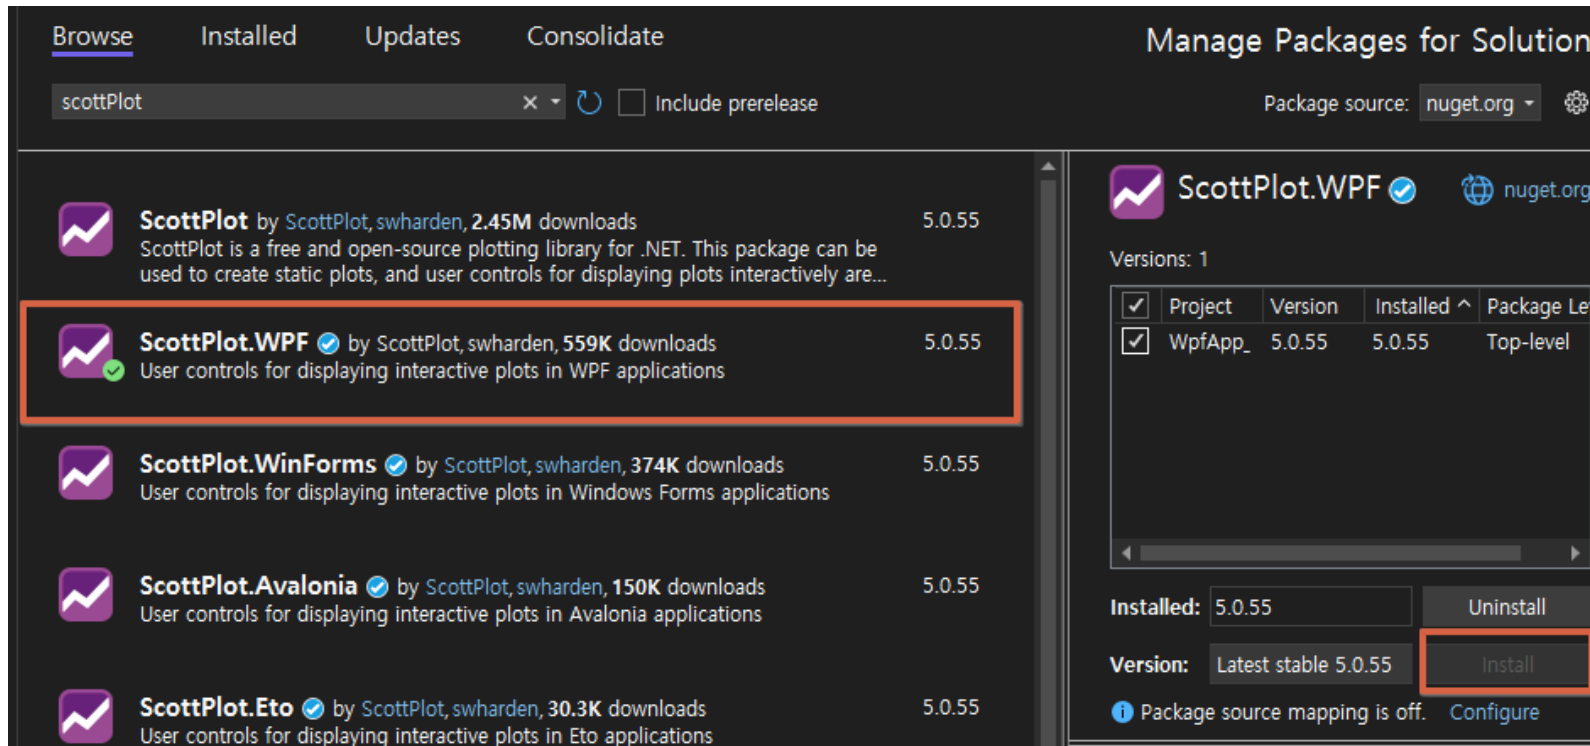 Browse Installed Updates Consolidate
Manage Packages for Solution
scottPlot
Include prerelease
Package source: nuget.org
ScottPlot by ScottPlot, swharden, 2.45M downloads 5.0.55
ScottPlot is a free and open-source plotting library for .NET. This package can be
used to create static plots, and user controls for displaying plots interactively are...
ScottPlot.WPF by ScottPlot, swharden, 559K downloads 5.0.55
User controls for displaying interactive plots in WPF applications
ScottPlot.WinForms by ScottPlot, swharden, 374K downloads 5.0.55
User controls for displaying interactive plots in Windows Forms applications
ScottPlot.Avalonia by ScottPlot, swharden, 150K downloads 5.0.55
User controls for displaying interactive plots in Avalonia applications
ScottPlot.Eto by ScottPlot, swharden, 30.3K downloads 5.0.55
User controls for displaying interactive plots in Eto applications
ScottPlot.WPF nuget.org
Versions: 1
Project Version Installed Package Le
WpfApp_ 5.0.55 5.0.55 Top-level
Installed: 5.0.55 Uninstall
Version: Latest stable 5.0.55 Install
Package source mapping is off. Configure